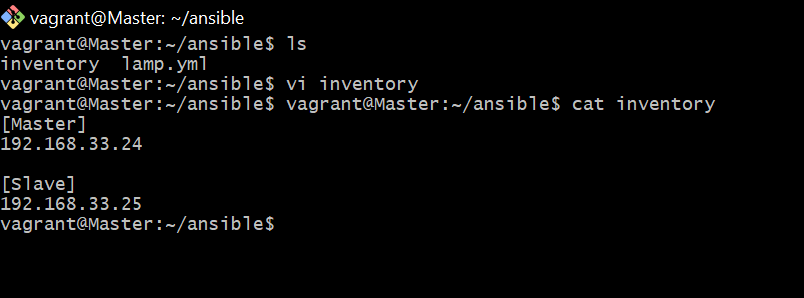 vagrant@Master: ~/ansible
vagrant@Master:~/ansible$ ls
inventory  lamp.yml
vagrant@Master:~/ansible$ vi inventory
vagrant@Master:~/ansible$ vagrant@Master:~/ansible$ cat inventory
[Master]
192.168.33.24

[Slave]
192.168.33.25
vagrant@Master:~/ansible$